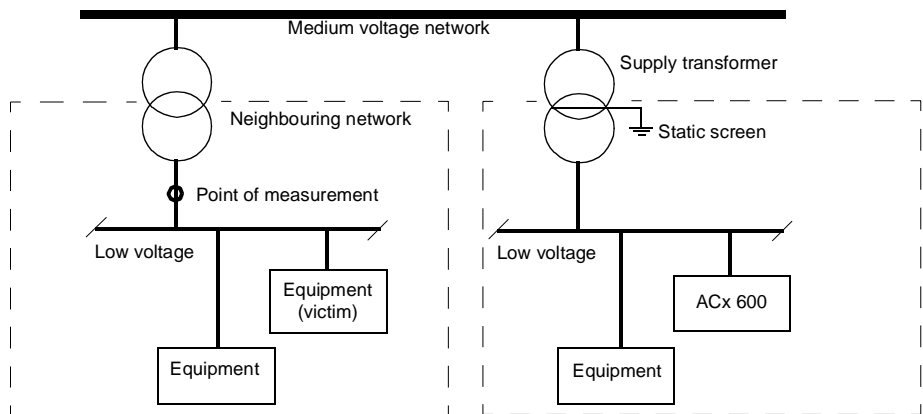 Medium voltage network
Supply transformer
Neighbouring network
Static screen
Point of measurement
Low voltage
Low voltage
Equipment
(victim)
ACx 600
Equipment
Equipment